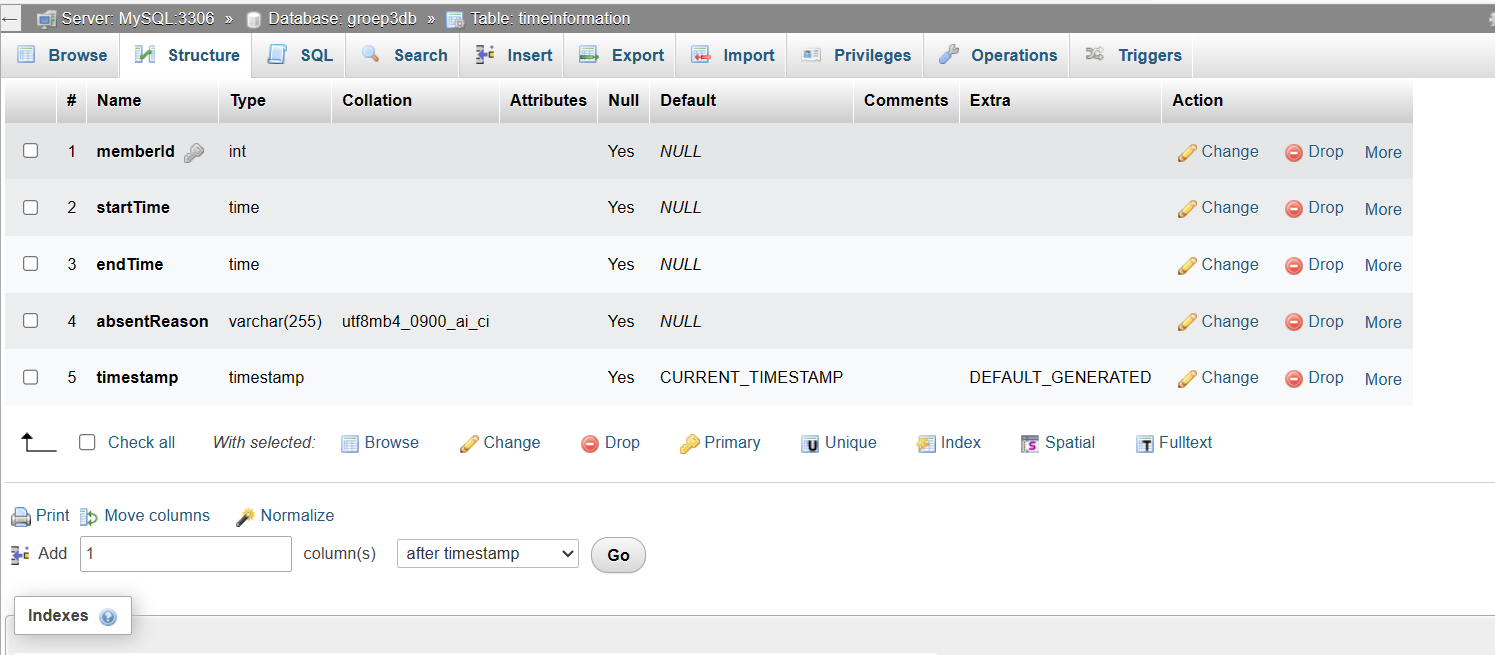 Server: MySQL:3306 » Database: groep3db » Table: timeinformation
Browse Structure SQL Search Insert Export Import Privileges Operations Triggers
# Name Type Collation Attributes Null Default Comments Extra Action
1 memberId int Yes NULL Change Drop More
2 startTime time Yes NULL Change Drop More
3 endTime time Yes NULL Change Drop More
4 absentReason varchar(255) utf8mb4_0900_ai_ci Yes NULL Change Drop More
5 timestamp timestamp Yes CURRENT_TIMESTAMP DEFAULT_GENERATED Change Drop More
Check all With selected: Browse Change Drop Primary Unique Index Spatial Fulltext
Print Move columns Normalize
Add 1 column(s) after timestamp Go
Indexes